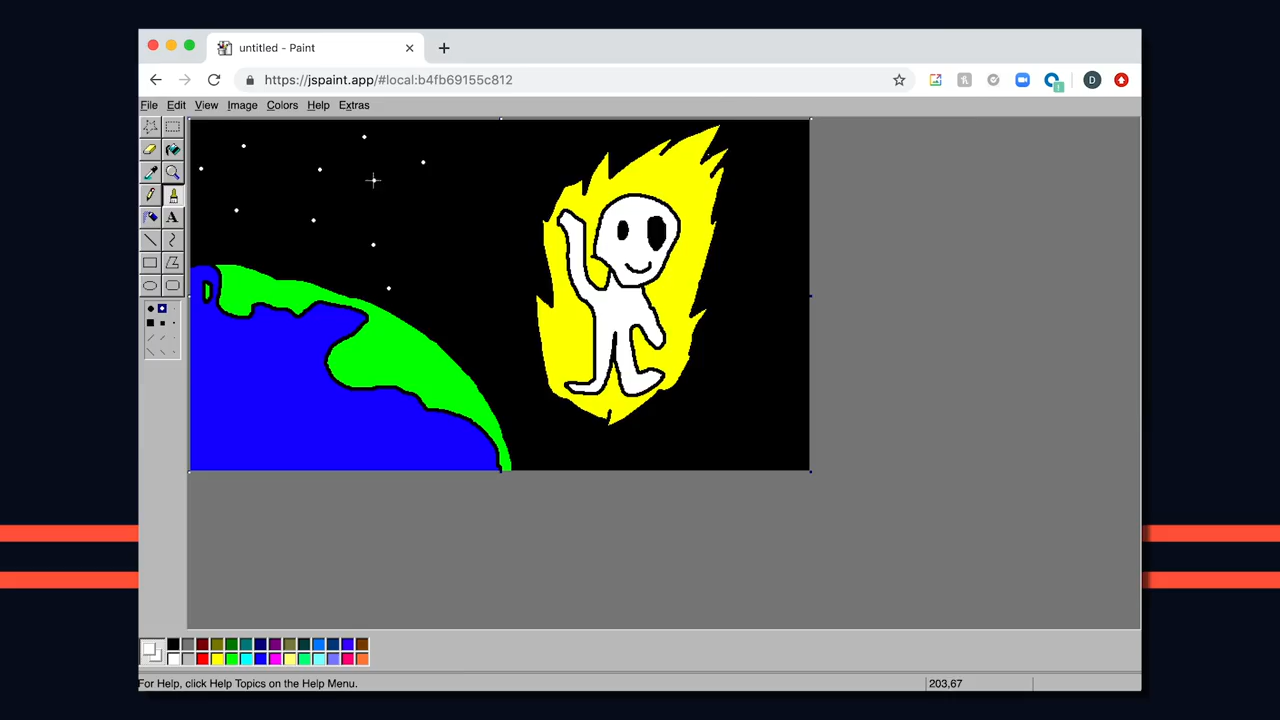 untitled - Paint
https://jspaint.app/#local:b4fb69155c812
D
File Edit View Image Colors Help Extras
A
For Help, click Help Topics on the Help Menu. 203,67